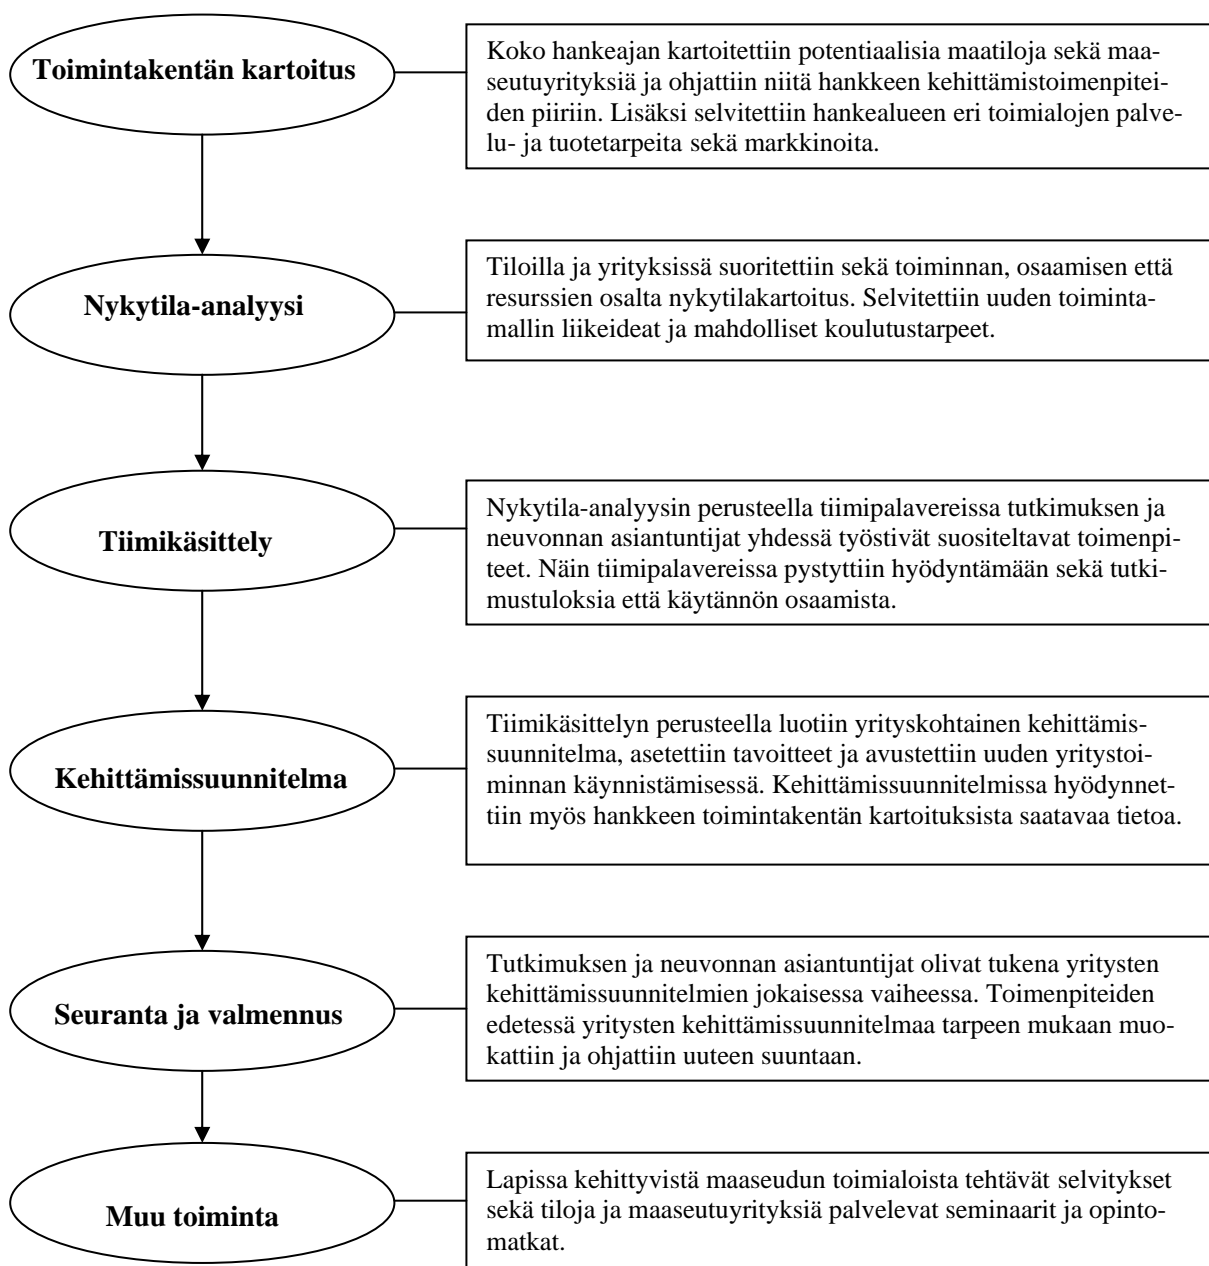 Toimintakentän kartoitus
Koko hankeajan kartoitettiin potentiaalisia maatiloja sekä maa-
seutuyrityksiä ja ohjattiin niitä hankkeen kehittämistoimenpitei-
den piiriin. Lisäksi selvitettiin hankealueen eri toimialojen palve-
lu- ja tuotetarpeita sekä markkinoita.
Nykytila-analyysi
Tiloilla ja yrityksissä suoritettiin sekä toiminnan, osaamisen että
resurssien osalta nykytilakartoitus. Selvitettiin uuden toiminta-
mallin liikeideat ja mahdolliset koulutustarpeet.
Tiimikäsittely
Nykytila-analyysin perusteella tiimipalavereissa tutkimuksen ja
neuvonnan asiantuntijat yhdessä työstivät suositeltavat toimenpi-
teet. Näin tiimipalavereissa pystyttiin hyödyntämään sekä tutki-
mustuloksia että käytännön osaamista.
Kehittämissuunnitelma
Tiimikäsittelyn perusteella luotiin yrityskohtainen kehittämis-
suunnitelma, asetettiin tavoitteet ja avustettiin uuden yritystoi-
minnan käynnistämisessä. Kehittämissuunnitelmissa hyödynnet-
tiin myös hankkeen toimintakentän kartoituksista saatavaa tietoa.
Seuranta ja valmennus
Tutkimuksen ja neuvonnan asiantuntijat olivat tukena yritysten
kehittämissuunnitelmien jokaisessa vaiheessa. Toimenpiteiden
edetessä yritysten kehittämissuunnitelmaa tarpeen mukaan muo-
kattiin ja ohjattiin uuteen suuntaan.
Muu toiminta
Lapissa kehittyvistä maaseudun toimialoista tehtävät selvitykset
sekä tiloja ja maaseutuyrityksiä palvelevat seminaarit ja opinto-
matkat.